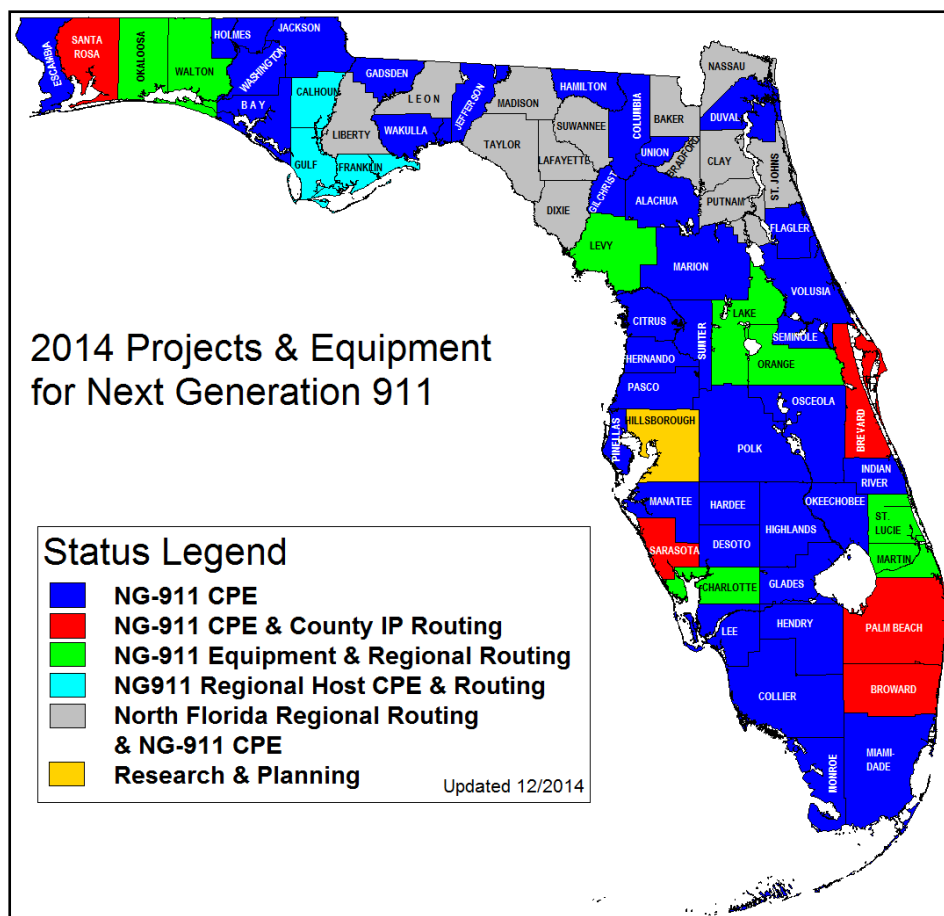 ESCAMBIA
SANTA
ROSA
OKALOOSA
WALTON
HOLMES
JACKSON
WASHINGTON
BAY
CALHOUN
GULF
LIBERTY
FRANKLIN
GADSDEN
LEON
WAKULLA
JEFFERSON
MADISON
TAYLOR
HAMILTON
SUWANNEE
LAFAYETTE
DIXIE
GILCHRIST
COLUMBIA
BAKER
NASSAU
DUVAL
UNION
BRADFORD
CLAY
ST. JOHNS
ALACHUA
PUTNAM
FLAGLER
LEVY
MARION
VOLUSIA
CITRUS
SUMTER
LAKE
SEMINOLE
HERNANDO
ORANGE
PASCO
OSCEOLA
BREVARD
HILLSBOROUGH
PINELLAS
POLK
INDIAN
RIVER
MANATEE
HARDEE
OKEECHOBEE
HIGHLANDS
ST.
LUCIE
SARASOTA
DESOTO
MARTIN
CHARLOTTE
GLADES
LEE
HENDRY
PALM BEACH
COLLIER
BROWARD
MONROE
MIAMI-
DADE
2014 Projects & Equipment
for Next Generation 911
Status Legend
NG-911 CPE
NG-911 CPE & County IP Routing
NG-911 Equipment & Regional Routing
NG911 Regional Host CPE & Routing
North Florida Regional Routing
& NG-911 CPE
Research & Planning
Updated 12/2014